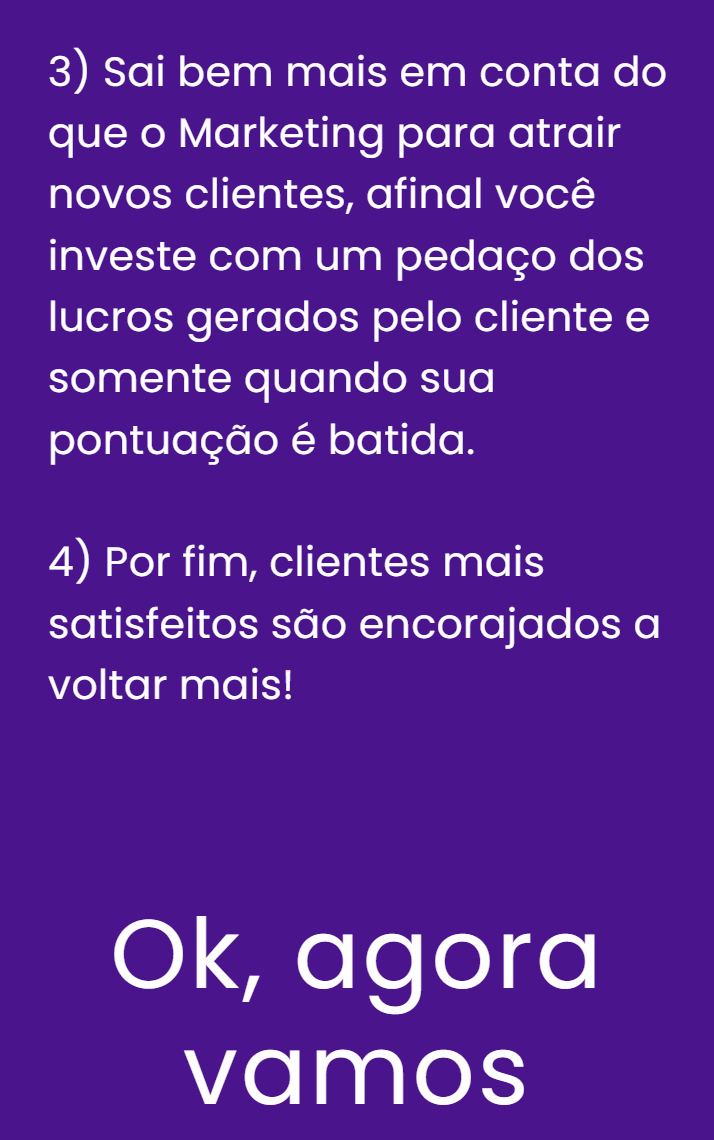 3) Sai bem mais em conta do
que o Marketing para atrair
novos clientes, afinal você
investe com um pedaço dos
lucros gerados pelo cliente e
somente quando sua
pontuação é batida.
4) Por fim, clientes mais
satisfeitos são encorajados a
voltar mais!
Ok, agora
vamos